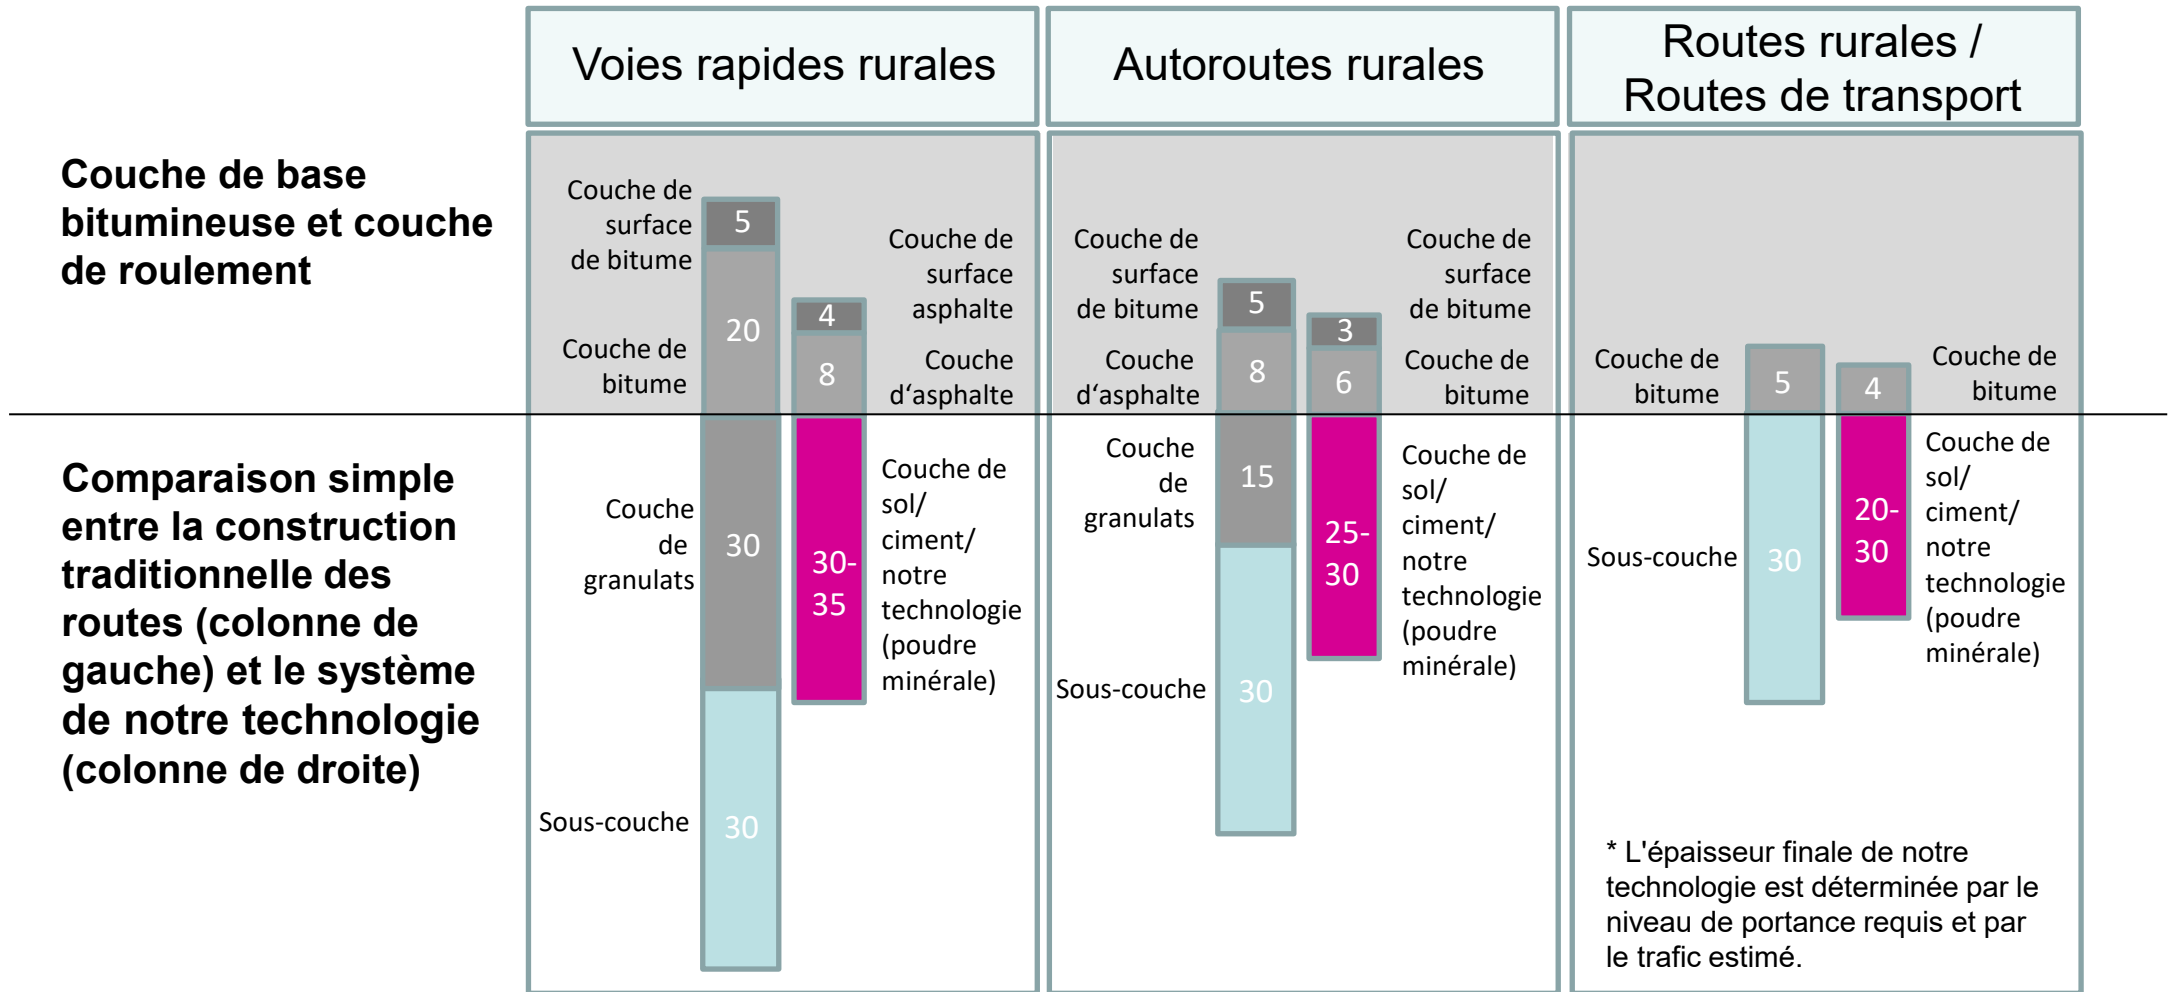 Voies rapides rurales
Autoroutes rurales
Routes rurales /
Routes de transport
Couche de base
bitumineuse et couche
de roulement
Comparaison simple
entre la construction
traditionnelle des
routes (colonne de
gauche) et le système
de notre technologie
(colonne de droite)
Couche de
surface
de bitume
Couche de
bitume
Couche
de
granulats
Sous-couche
5
20
30
30
4
8
30-
35
Couche de
surface
asphalte
Couche
d‘asphalte
Couche de
sol/
ciment/
notre
technologie
(poudre
minérale)
Couche de
surface
de bitume
Couche
d‘asphalte
Couche
de
granulats
Sous-couche
5
8
15
30
3
6
25-
30
Couche de
surface
de bitume
Couche de
bitume
Couche de
sol/
ciment/
notre
technologie
(poudre
minérale)
Couche de
bitume
Sous-couche
5
30
4
20-
30
Couche de
bitume
Couche de
sol/
ciment/
notre
technologie
(poudre
minérale)
* L'épaisseur finale de notre
technologie est déterminée par le
niveau de portance requis et par
le trafic estimé.